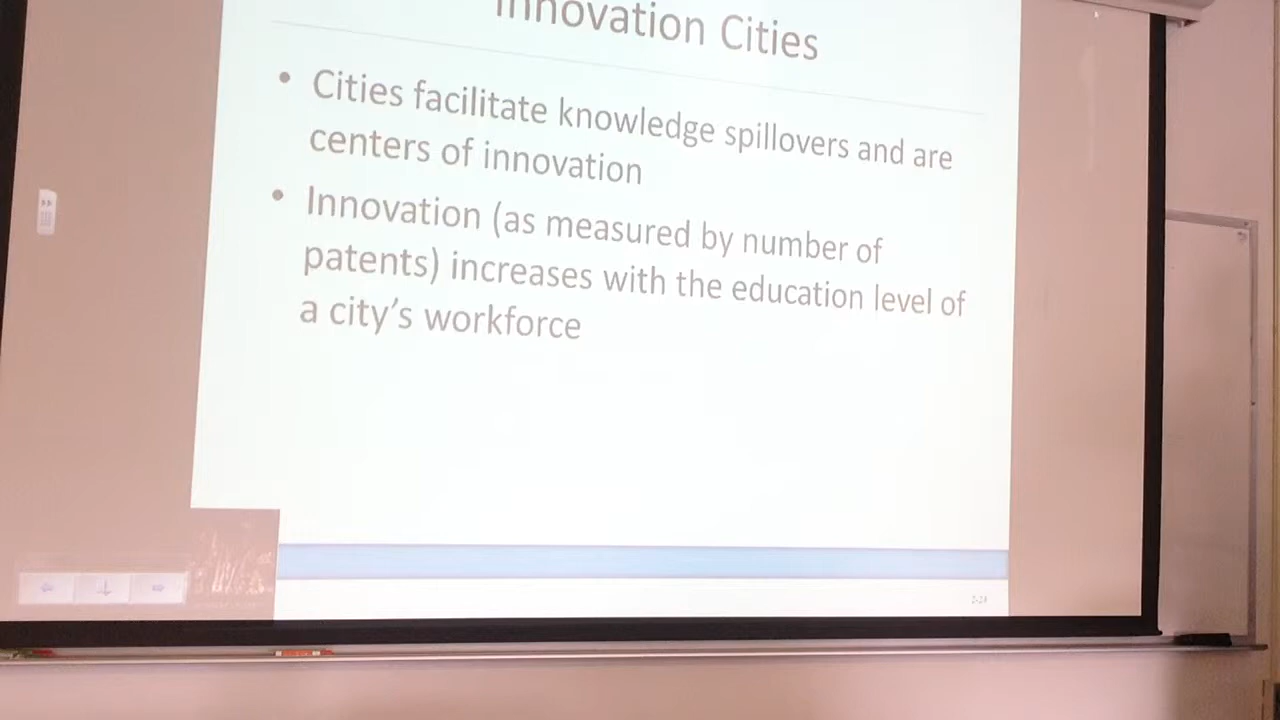 Innovation Cities
• Cities facilitate knowledge spillovers and are
centers of innovation
• Innovation (as measured by number of
patents) increases with the education level of
a city's workforce